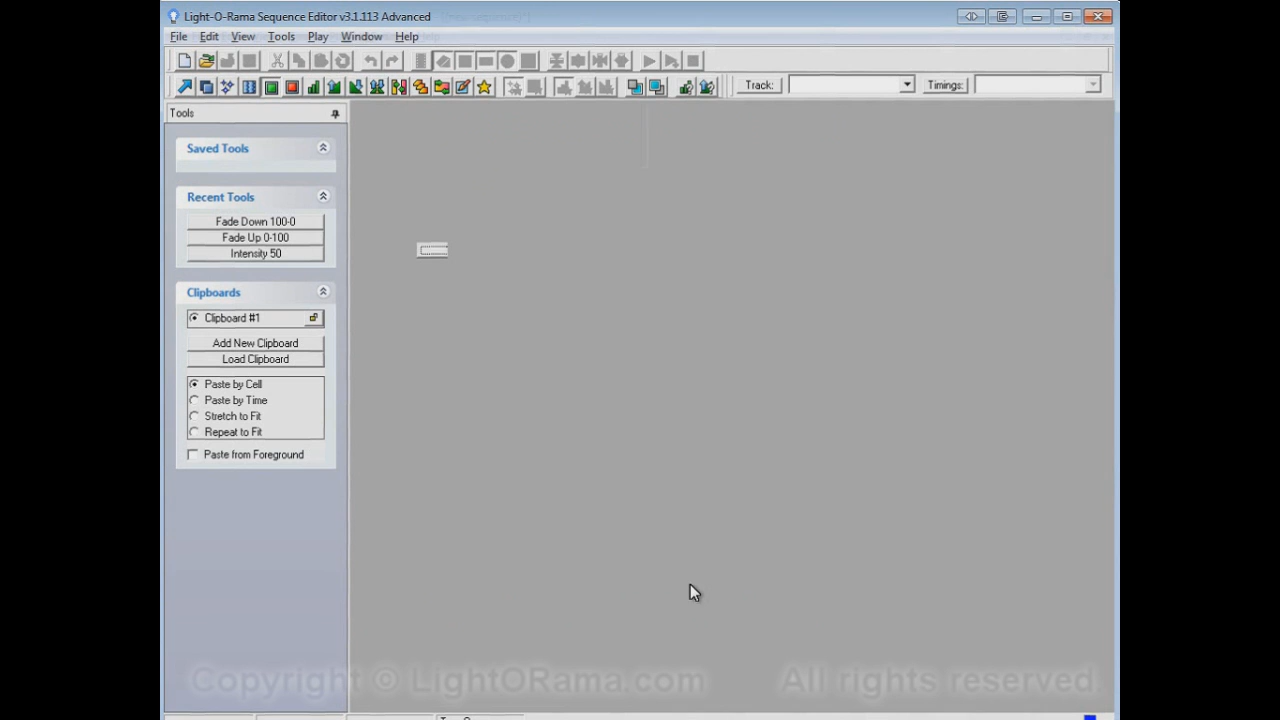 Light-O-Rama Sequence Editor v3.1.113 Advanced
File Edit View Tools Play Window Help
Track: Timings:
Tools
Saved Tools
Recent Tools
Fade Down 100-0
Fade Up 0-100
Intensity 50
Clipboards
Clipboard #1
Add New Clipboard
Load Clipboard
Paste by Cell
Paste by Time
Stretch to Fit
Repeat to Fit
Paste from Foreground
Copyright © LightORama.com All rights reserved.